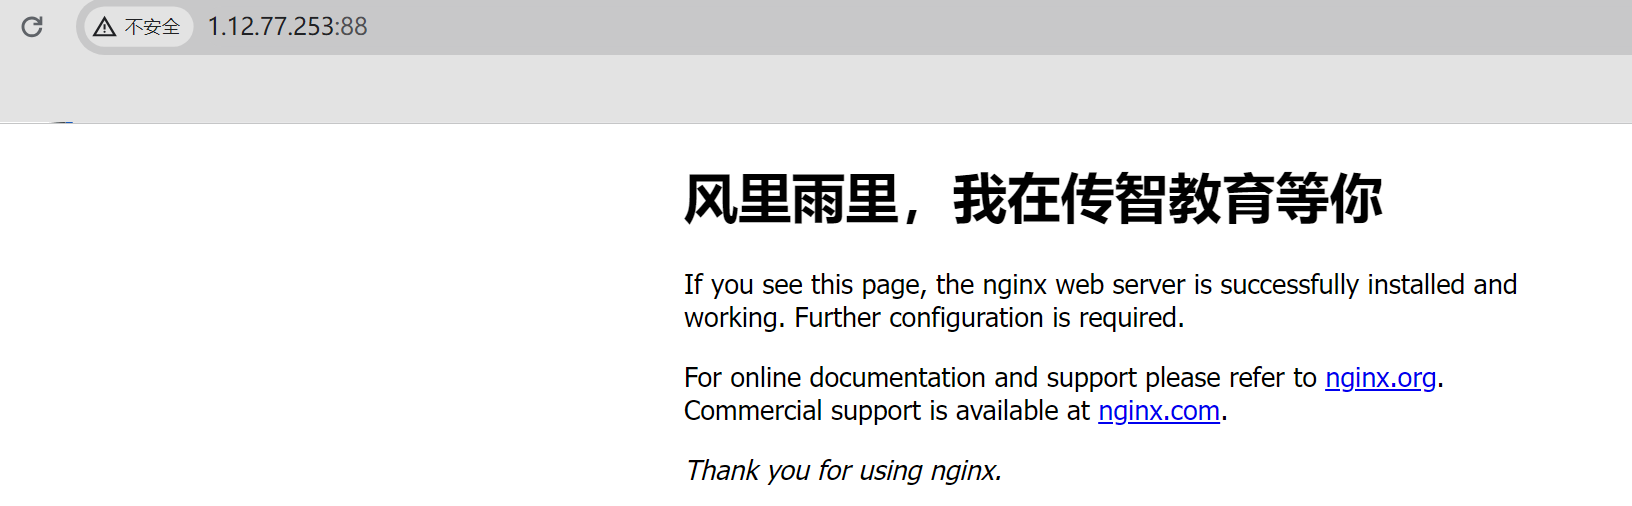 不安全 1.12.77.253:88
风里雨里，我在传智教育等你
If you see this page, the nginx web server is successfully installed and
working. Further configuration is required.
For online documentation and support please refer to nginx.org.
Commercial support is available at nginx.com.
Thank you for using nginx.